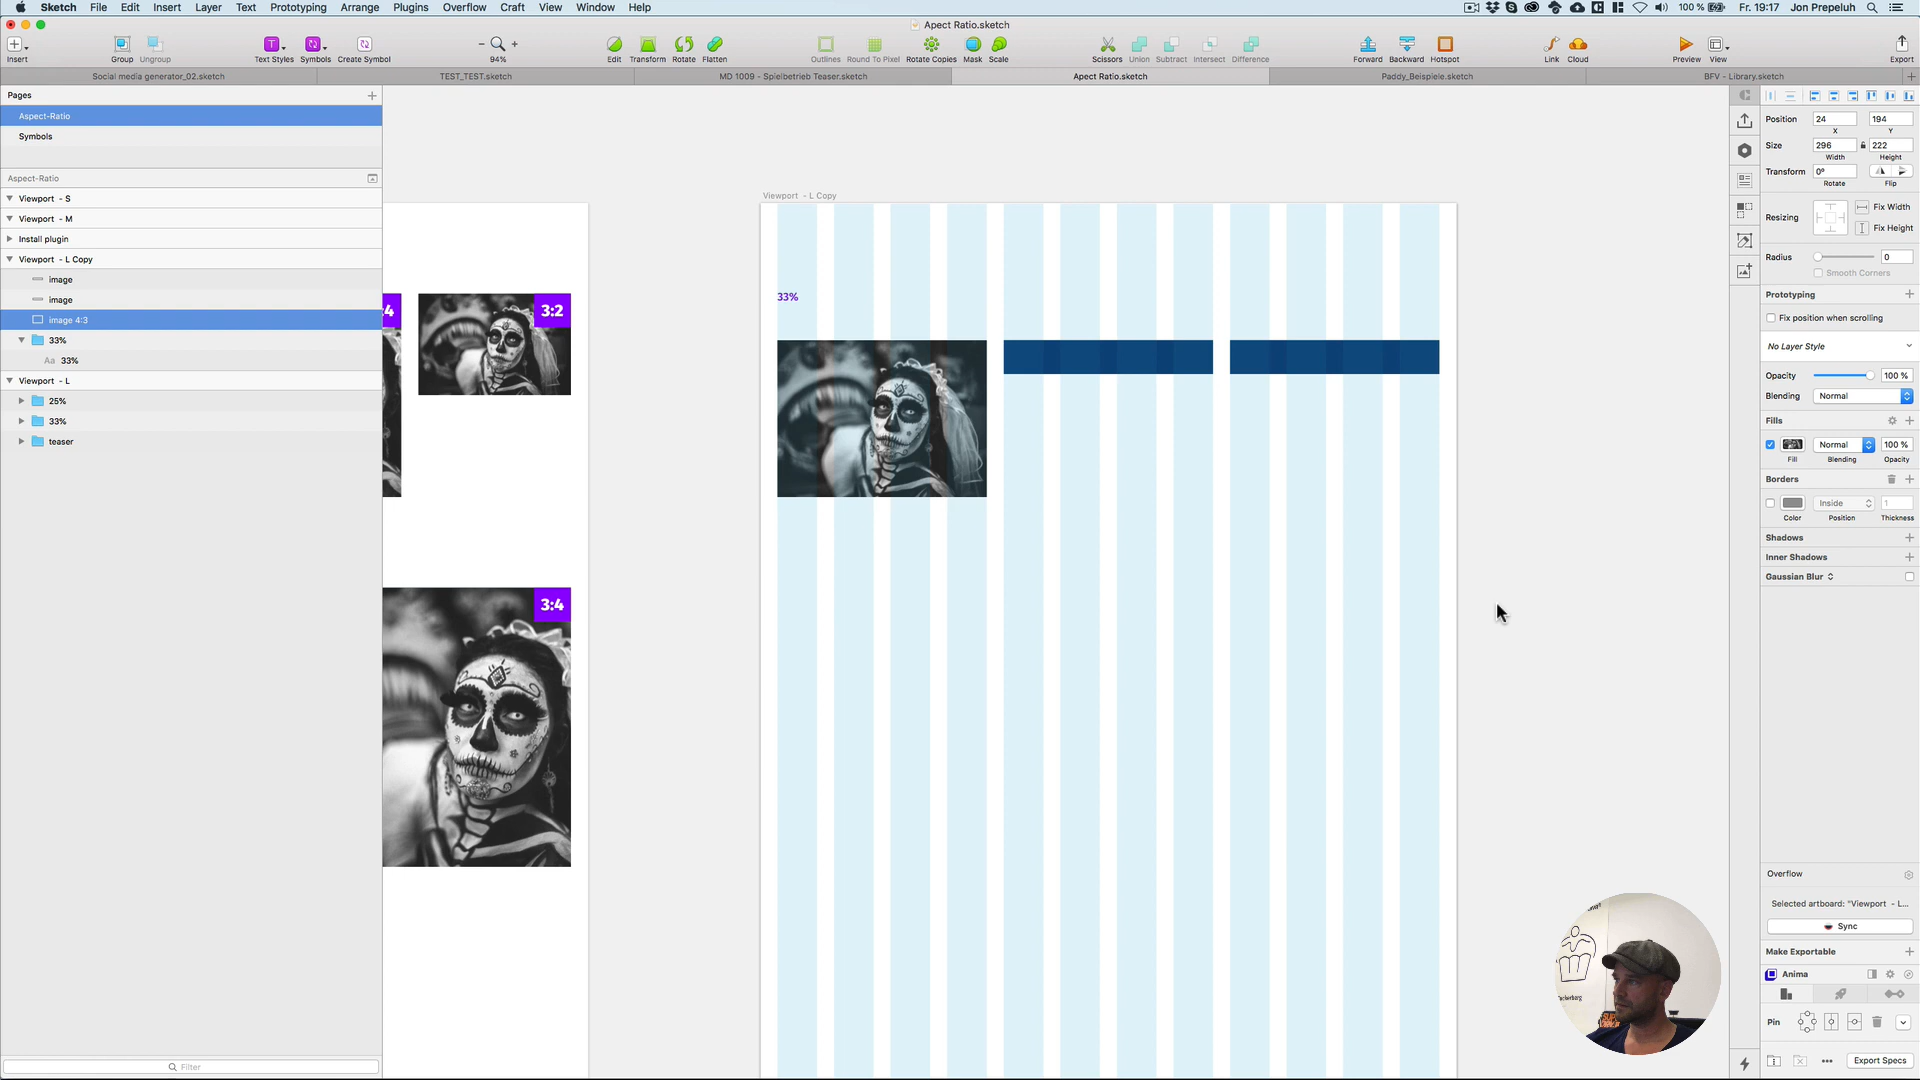 Sketch File Edit Insert Layer Text Prototyping Arrange Plugins Overflow Craft View Window Help
100 % Fr. 19:17 Jon Prepeluh
Apect Ratio.sketch
Insert Group Ungroup Text Styles Symbols Create Symbol 94% Edit Transform Rotate Flatten Outlines Round To Pixel Rotate Copies Mask Scale Scissors Union Subtract Intersect Difference Forward Backward Hotspot Link Cloud Preview View Export
Social media generator_02.sketch TEST_TEST.sketch MD 1009 - Spielbetrieb Teaser.sketch Apect Ratio.sketch Paddy_Beispiele.sketch BFV - Library.sketch
Pages
Aspect-Ratio
Symbols
Aspect-Ratio
Viewport - S
Viewport - M
Install plugin
Viewport - L Copy
image
image
image 4:3
33%
Aa 33%
Viewport - L
25%
33%
teaser
Filter
:4
3:2
3:4
Viewport - L Copy
33%
Position 24 194
X Y
Size 296 222
Width Height
Transform 0°
Rotate Flip
Resizing Fix Width
Fix Height
Radius 0
Smooth Corners
Prototyping
Fix position when scrolling
No Layer Style
Opacity 100 %
Blending Normal
Fills
Normal 100 %
Fill Blending Opacity
Borders
Inside 1
Color Position Thickness
Shadows
Inner Shadows
Gaussian Blur
Overflow
Selected artboard: "Viewport - L...
Sync
Make Exportable
Anima
Pin
Export Specs